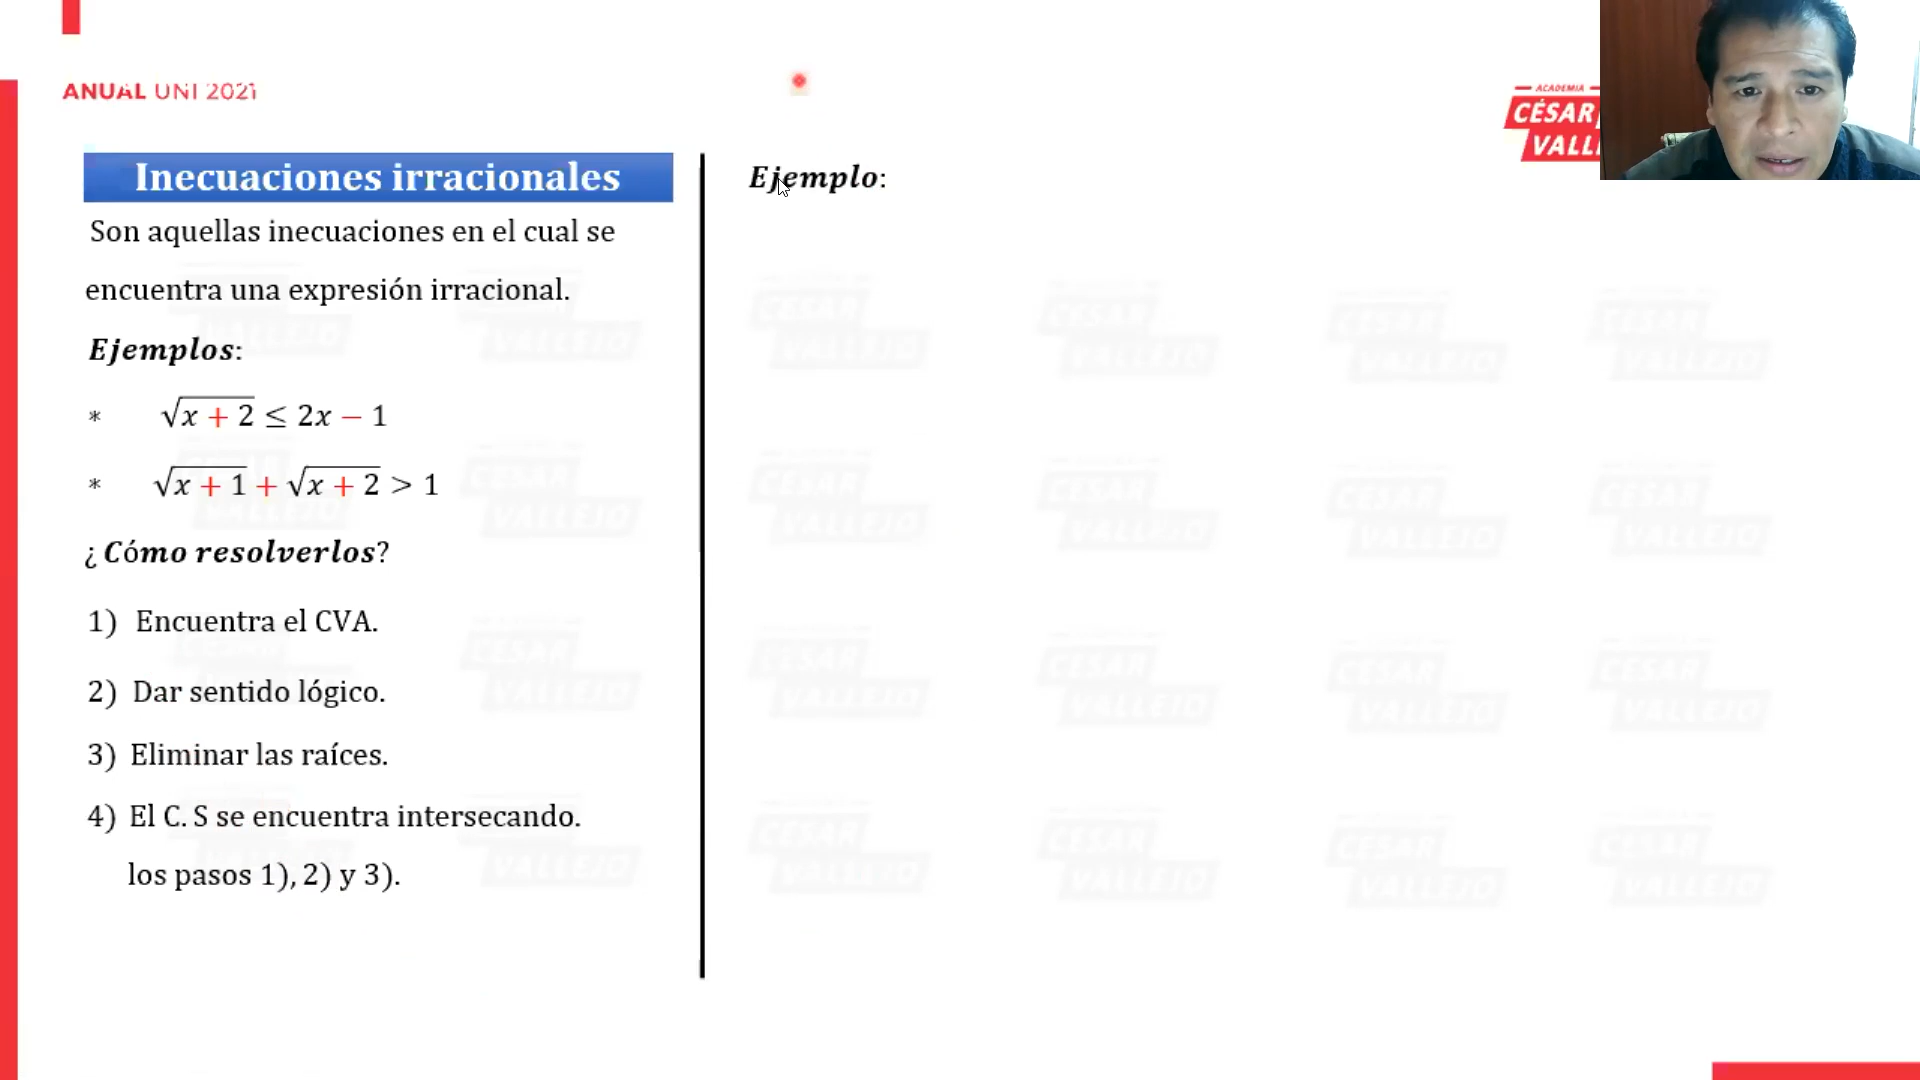 ANUAL UNI 2021
ACADEMIA
CÉSAR
VALL
Inecuaciones irracionales
Son aquellas inecuaciones en el cual se
encuentra una expresión irracional.
Ejemplos:
* √x + 2 ≤ 2x − 1
* √x + 1 + √x + 2 > 1
¿Cómo resolverlos?
1) Encuentra el CVA.
2) Dar sentido lógico.
3) Eliminar las raíces.
4) El C. S se encuentra intersecando.
los pasos 1), 2) y 3).
Ejemplo: